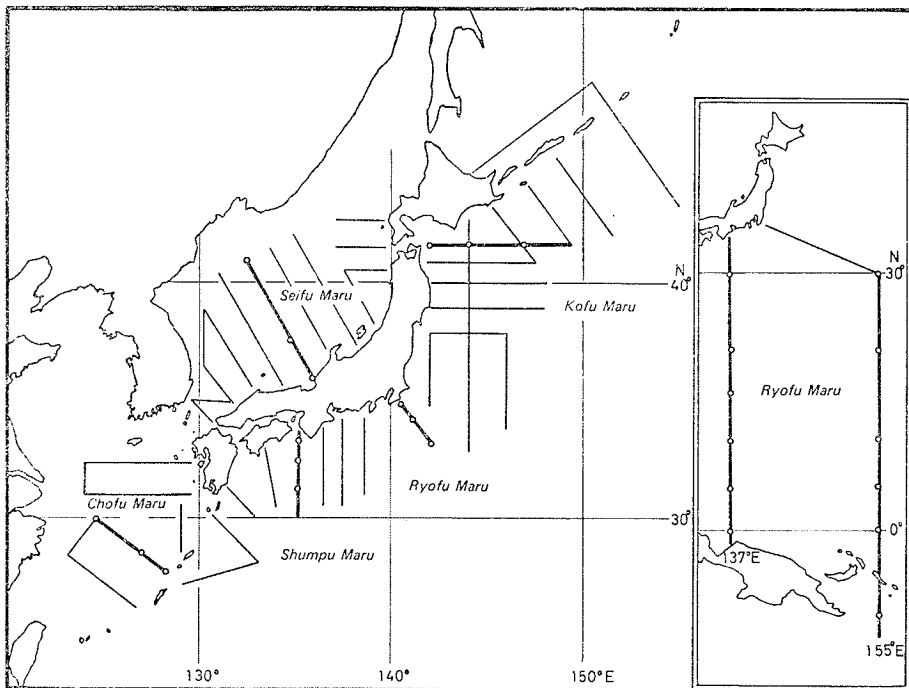 Seifu Maru
N
40°
Kofu Maru
Ryofu Maru
Chofu Maru
30°
Shumpu Maru
130°
140°
150°E
N
30°
Ryofu Maru
0°
137°E
155°E